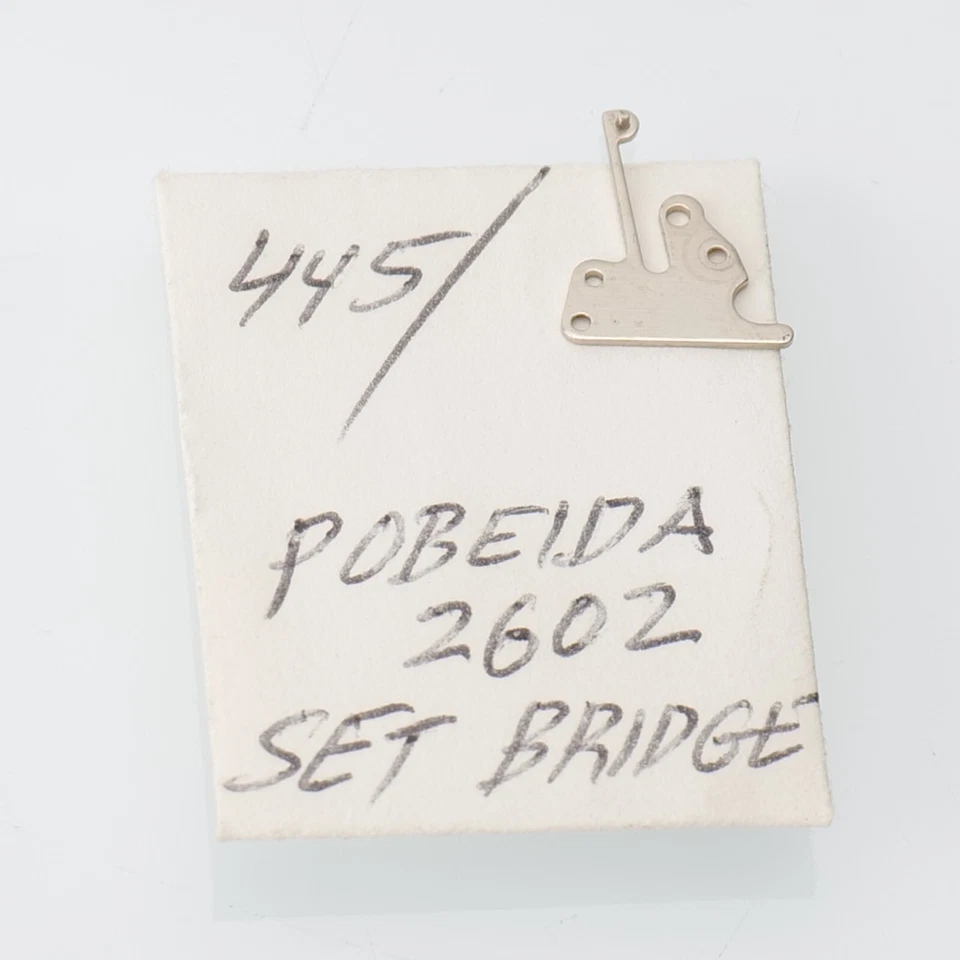 445/
POBEIDA
2602
SET BRIDGE